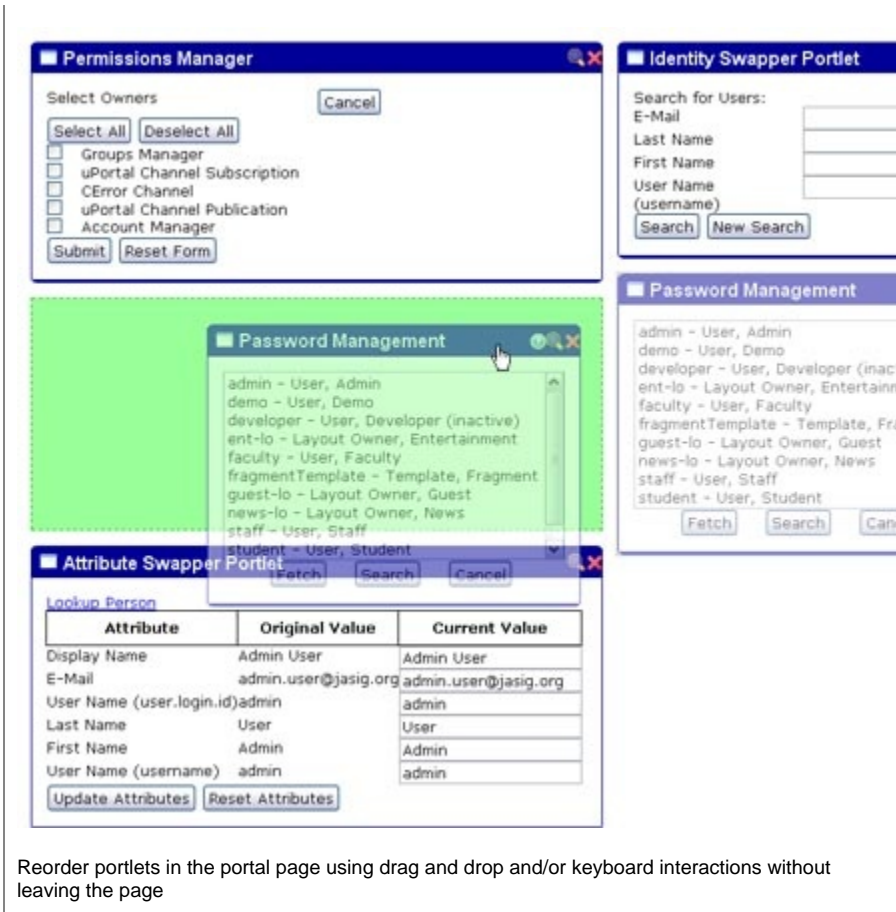 Permissions Manager
Select Owners
Cancel
Select All Deselect All
Groups Manager
uPortal Channel Subscription
CError Channel
uPortal Channel Publication
Account Manager
Submit Reset Form
Identity Swapper Portlet
Search for Users:
E-Mail
Last Name
First Name
User Name
(username)
Search New Search
Password Management
admin - User, Admin
demo - User, Demo
developer - User, Developer (inactive)
ent-lo - Layout Owner, Entertainment
faculty - User, Faculty
fragmentTemplate - Template, Fragment
guest-lo - Layout Owner, Guest
news-lo - Layout Owner, News
staff - User, Staff
student - User, Student
Fetch Search Cancel
Password Management
admin - User, Admin
demo - User, Demo
developer - User, Developer (inac
ent-lo - Layout Owner, Entertainm
faculty - User, Faculty
fragmentTemplate - Template, Fra
guest-lo - Layout Owner, Guest
news-lo - Layout Owner, News
staff - User, Staff
student - User, Student
Fetch Search Canc
Attribute Swapper Portlet
Lookup Person
Attribute Original Value Current Value
Display Name Admin User Admin User
E-Mail admin.user@jasig.org admin.user@jasig.org
User Name (user.login.id) admin admin
Last Name User User
First Name Admin Admin
User Name (username) admin admin
Update Attributes Reset Attributes
Reorder portlets in the portal page using drag and drop and/or keyboard interactions without
leaving the page